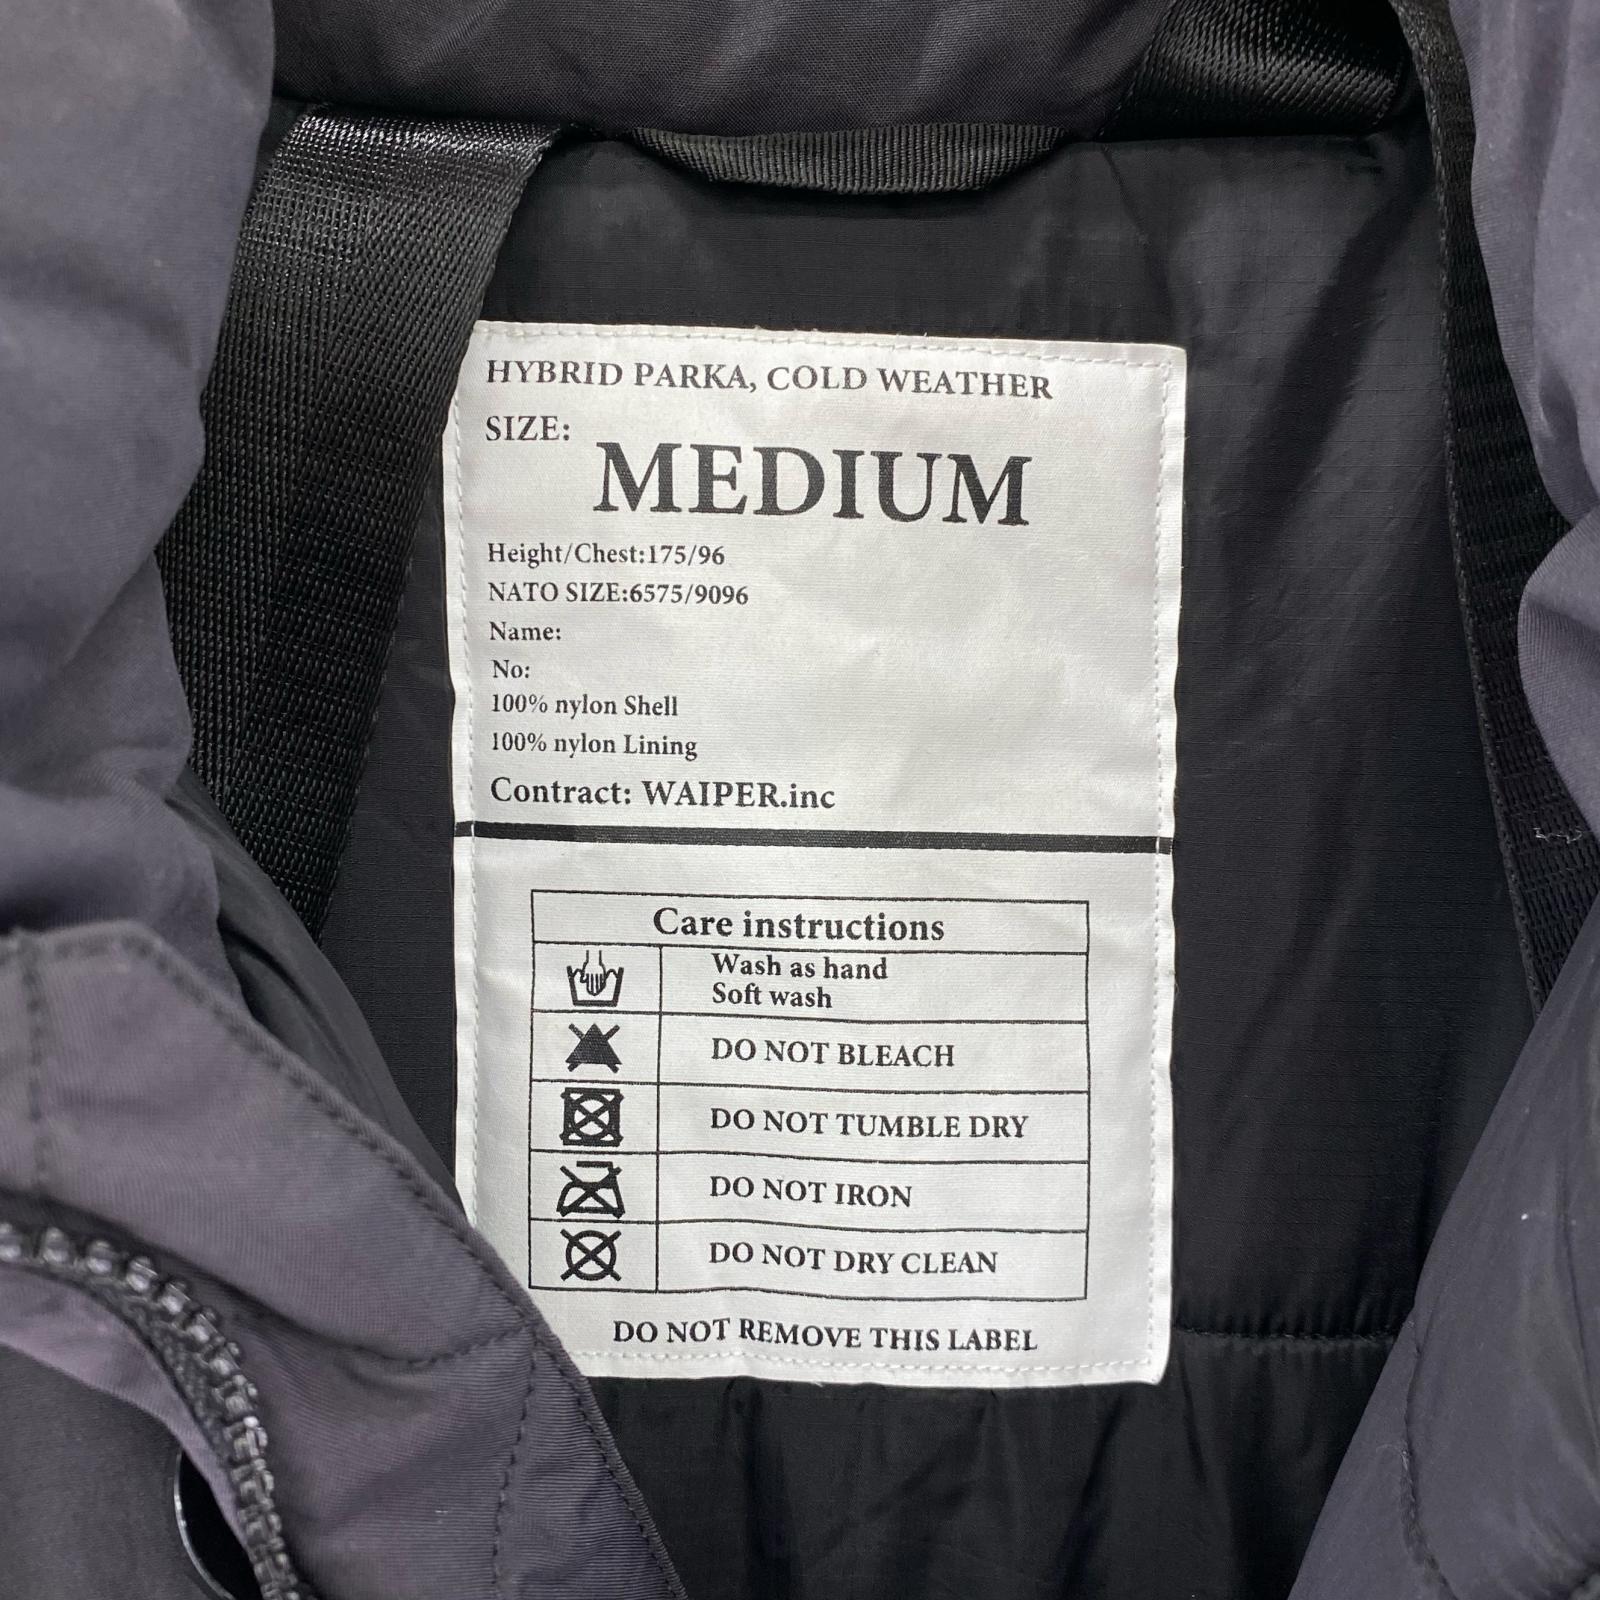 HYBRID PARKA, COLD WEATHER
SIZE:
MEDIUM
Height/Chest:175/96
NATO SIZE:6575/9096
Name:
No:
100% nylon Shell
100% nylon Lining
Contract: WAIPER.inc
Care instructions
Wash as hand
Soft wash
DO NOT BLEACH
DO NOT TUMBLE DRY
DO NOT IRON
DO NOT DRY CLEAN
DO NOT REMOVE THIS LABEL